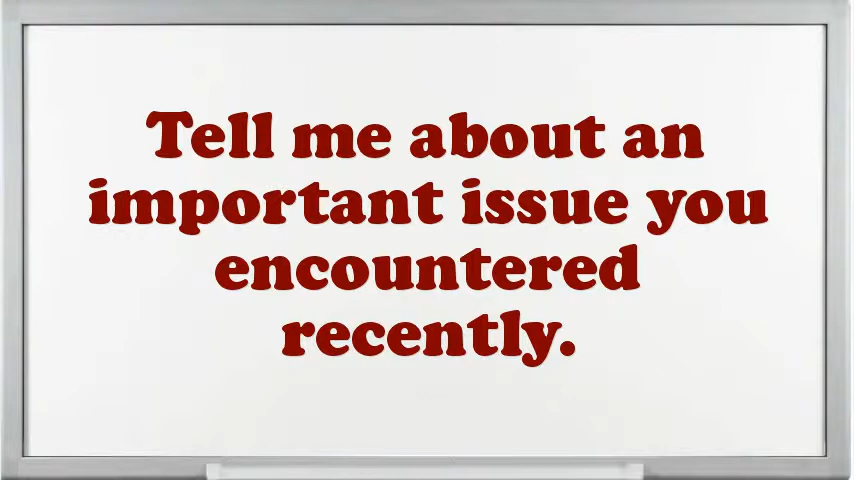 Tell me about an
important issue you
encountered
recently.